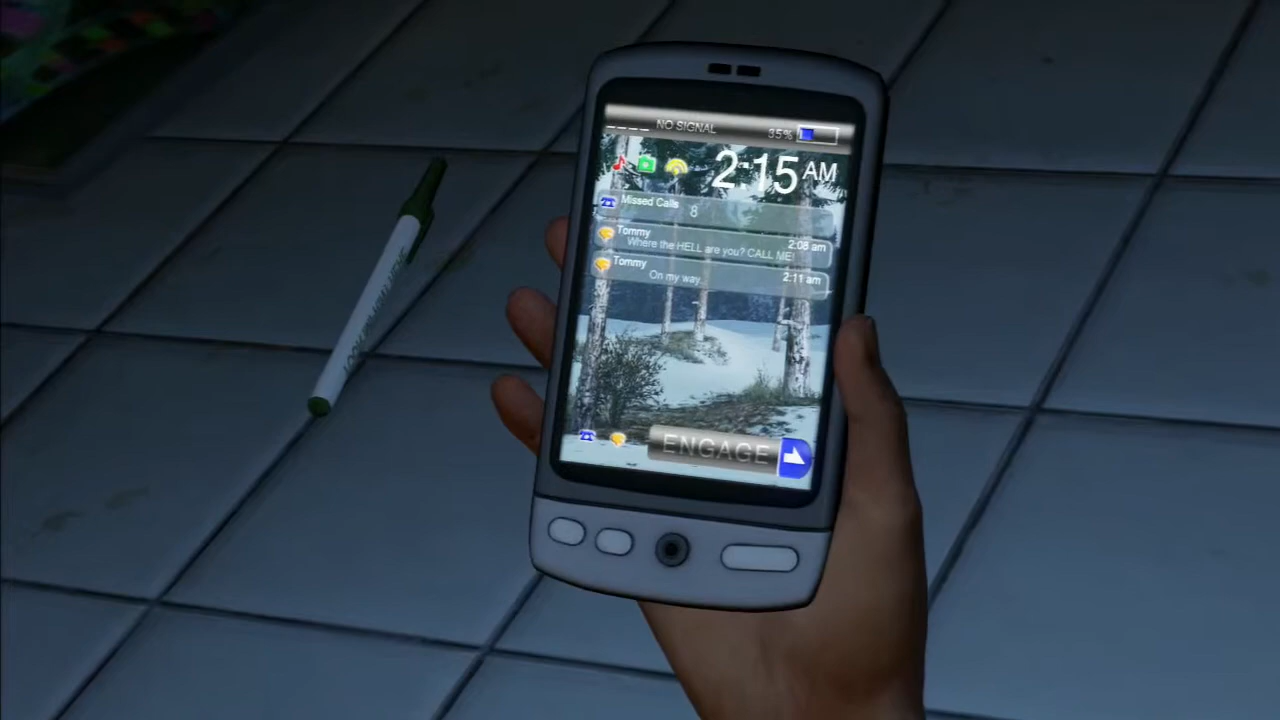 NO SIGNAL 35%
2:15 AM
Missed Calls
8
Tommy 2:08 am
Where the HELL are you? CALL ME!
Tommy 2:11 am
On my way
ENGAGE